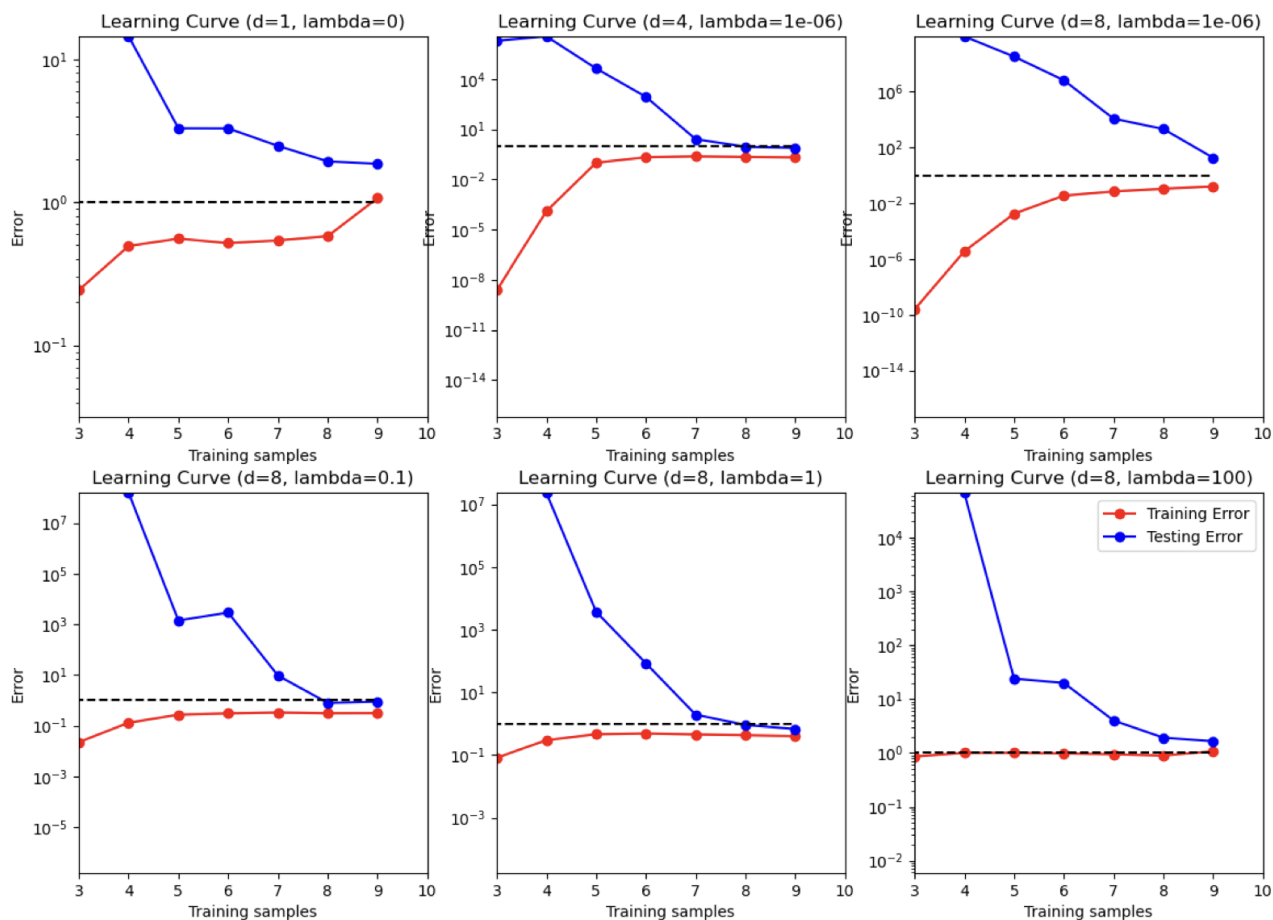 Learning Curve (d=1, lambda=0)
Learning Curve (d=4, lambda=1e-06)
Learning Curve (d=8, lambda=1e-06)
10^1
10^0
10^-1
Error
3 4 5 6 7 8 9 10
Training samples
10^4
10^1
10^-2
10^-5
10^-8
10^-11
10^-14
Error
3 4 5 6 7 8 9 10
Training samples
10^6
10^2
10^-2
10^-6
10^-10
10^-14
Error
3 4 5 6 7 8 9 10
Training samples
Learning Curve (d=8, lambda=0.1)
Learning Curve (d=8, lambda=1)
Learning Curve (d=8, lambda=100)
10^7
10^5
10^3
10^1
10^-1
10^-3
10^-5
Error
3 4 5 6 7 8 9 10
Training samples
10^7
10^5
10^3
10^1
10^-1
10^-3
Error
3 4 5 6 7 8 9 10
Training samples
Training Error
Testing Error
10^4
10^3
10^2
10^1
10^0
10^-1
10^-2
Error
3 4 5 6 7 8 9 10
Training samples